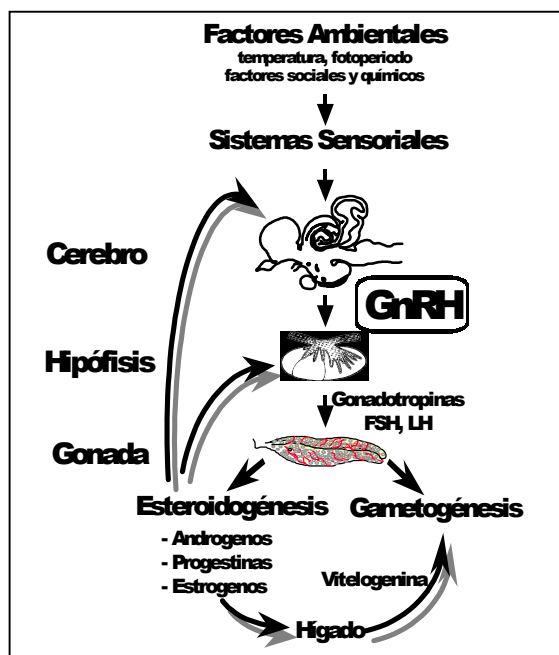 Factores Ambientales
temperatura, fotoperiodo
factores sociales y químicos
Sistemas Sensoriales
Cerebro
GnRH
Hipófisis
Gonadotropinas
FSH, LH
Gonada
Esteroidogénesis
Gametogénesis
- Androgenos
- Progestinas
- Estrogenos
Vitelogenina
Hígado